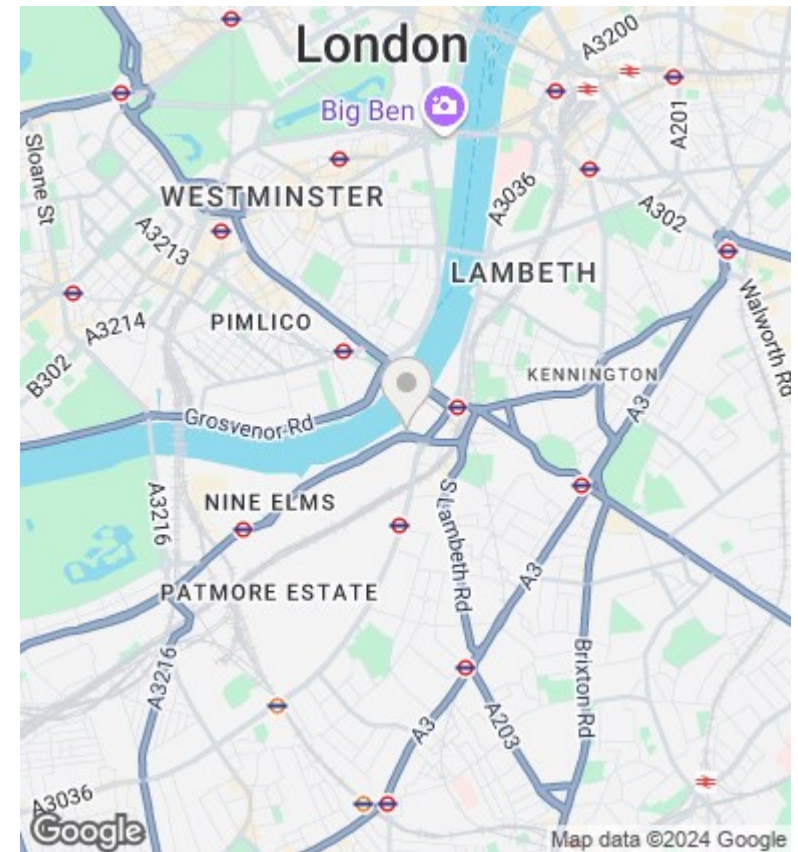 London
A3200
Big Ben
A201
Sloane St
WESTMINSTER
A3036
A302
A3213
LAMBETH
Walworth Rd
A3214
PIMLICO
B302
KENNINGTON
A3
Grosvenor Rd
A3216
NINE ELMS
S Lambeth Rd
A3
PATMORE ESTATE
A3216
Brixton Rd
A203
A3
A3036
Google
Map data ©2024 Google